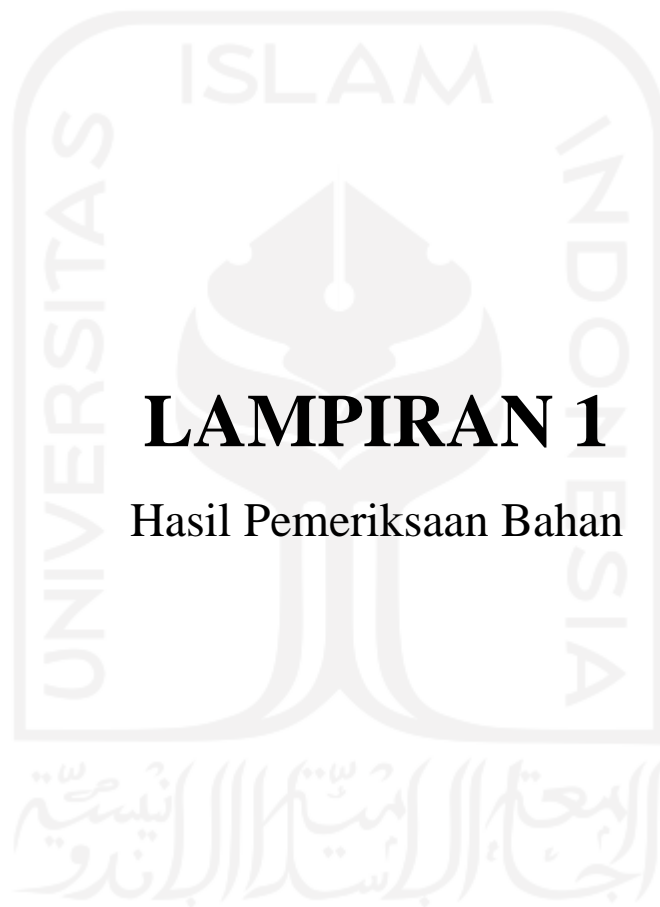 ISLAM
UNIVERSITAS
INDONESIA
LAMPIRAN 1
Hasil Pemeriksaan Bahan